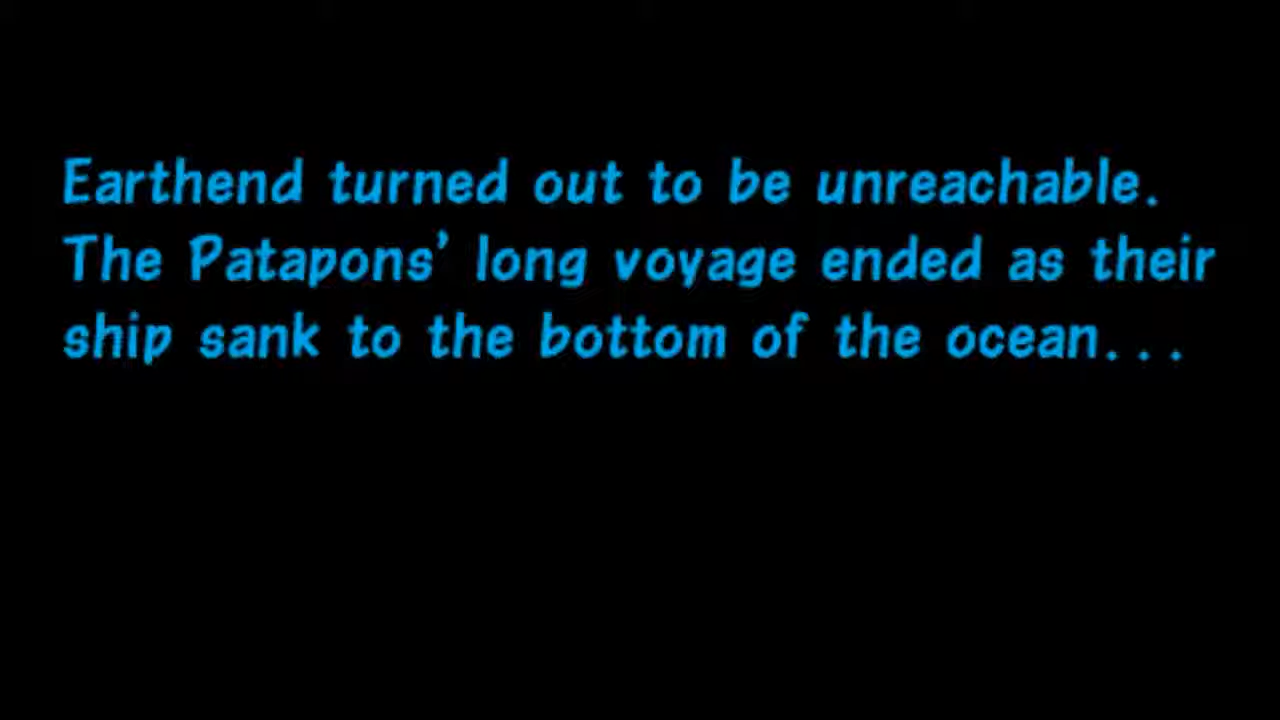 Earthend turned out to be unreachable.
The Patapons’ long voyage ended as their
ship sank to the bottom of the ocean...